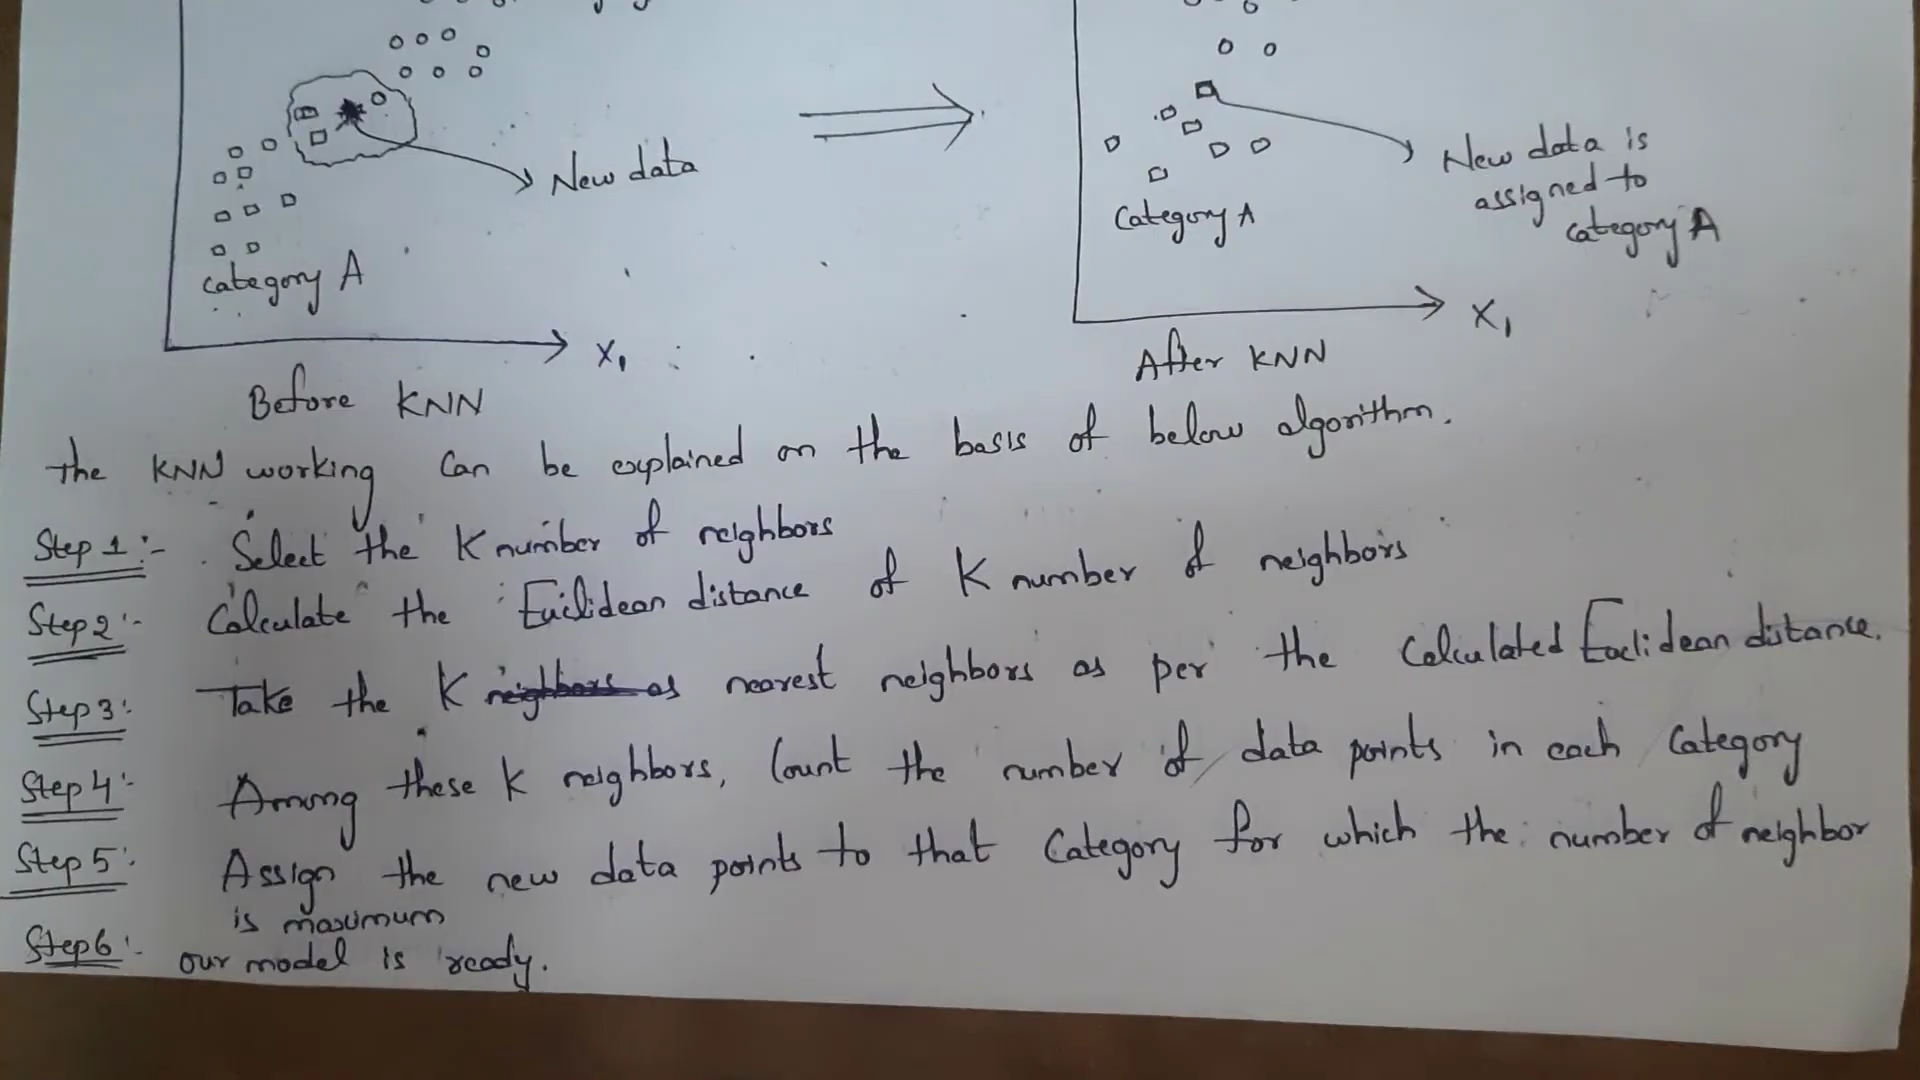 New data
New data is
assigned to
category A
Category A
category A
X1
X1
Before KNN
After KNN
the KNN working can be explained on the basis of below algorithm.
Step 1:- Select the K number of neighbors
Step 2:- Calculate the Euclidean distance of K number of neighbors
Step 3:- Take the K neighbors as nearest neighbors as per the calculated Euclidean distance.
Step 4:- Among these K neighbors, Count the number of data points in each Category
Step 5:- Assign the new data points to that Category for which the number of neighbor
is maximum
Step 6:- our model is ready.